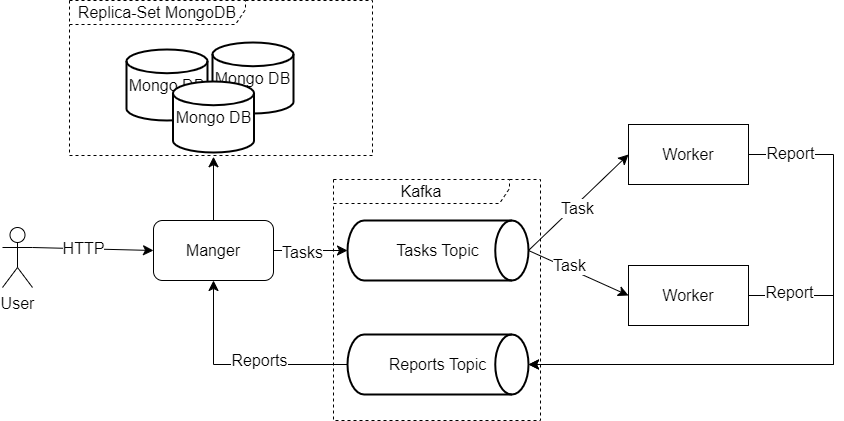 Replica-Set MongoDB
Mongo DB
Mongo DB
Mongo DB
Kafka
Worker
Report
Task
User
HTTP
Manger
Tasks
Tasks Topic
Task
Worker
Report
Reports
Reports Topic